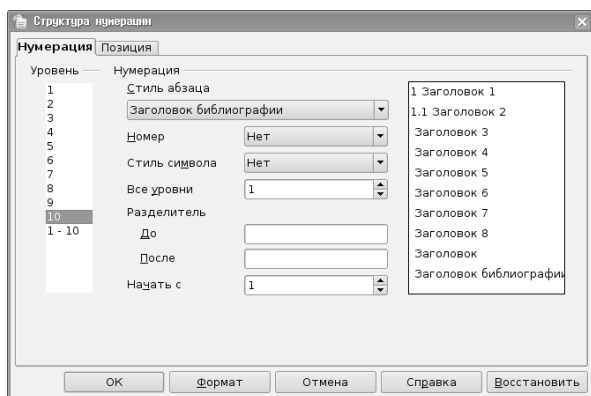 Структура нумерации
Нумерация Позиция
Уровень
1
2
3
4
5
6
7
8
9
10
1 - 10
Нумерация
Стиль абзаца
Заголовок библиографии
Номер Нет
Стиль символа Нет
Все уровни 1
Разделитель
До
После
Начать с 1
1 Заголовок 1
1.1 Заголовок 2
Заголовок 3
Заголовок 4
Заголовок 5
Заголовок 6
Заголовок 7
Заголовок 8
Заголовок
Заголовок библиографии
ОК Формат Отмена Справка Восстановить